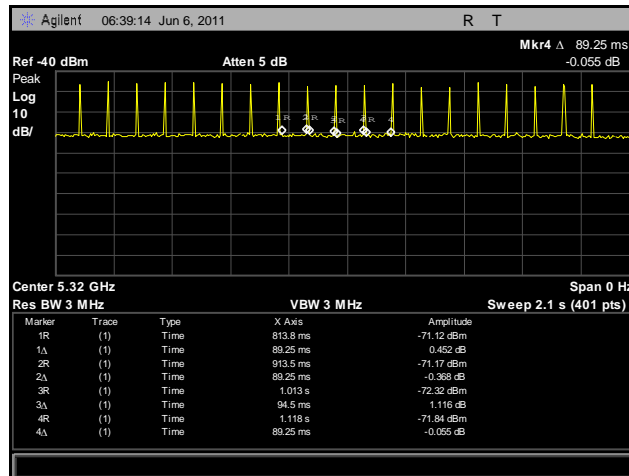 Agilent 06:39:14 Jun 6, 2011 R T
Mkr4 Δ 89.25 ms
Ref -40 dBm Atten 5 dB -0.055 dB
Peak
Log
10
dB/
1 R 2 R 3 R 3 R 4
Center 5.32 GHz Span 0 Hz
Res BW 3 MHz VBW 3 MHz Sweep 2.1 s (401 pts)
Marker Trace Type X Axis Amplitude
1R (1) Time 813.8 ms -71.12 dBm
1Δ (1) Time 89.25 ms 0.452 dB
2R (1) Time 913.5 ms -71.17 dBm
2Δ (1) Time 89.25 ms -0.368 dB
3R (1) Time 1.013 s -72.32 dBm
3Δ (1) Time 94.5 ms 1.116 dB
4R (1) Time 1.118 s -71.84 dBm
4Δ (1) Time 89.25 ms -0.055 dB